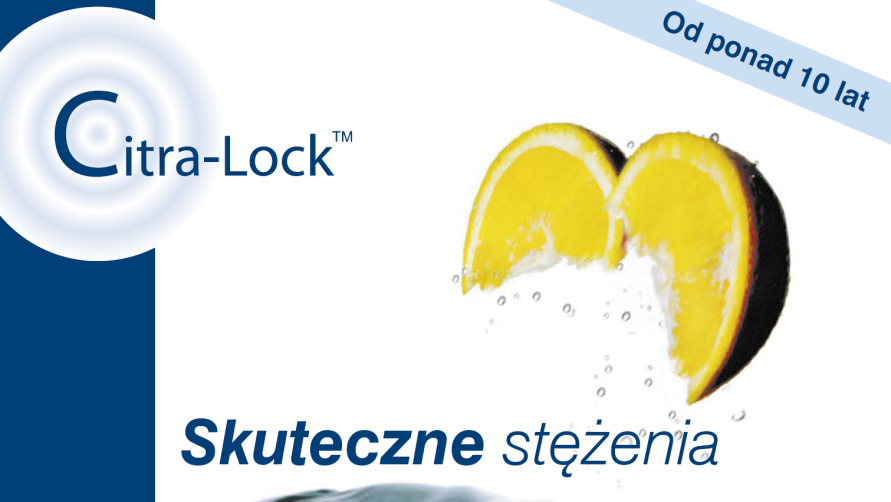 Od ponad 10 lat
Citra-Lock™
Skuteczne stężenia